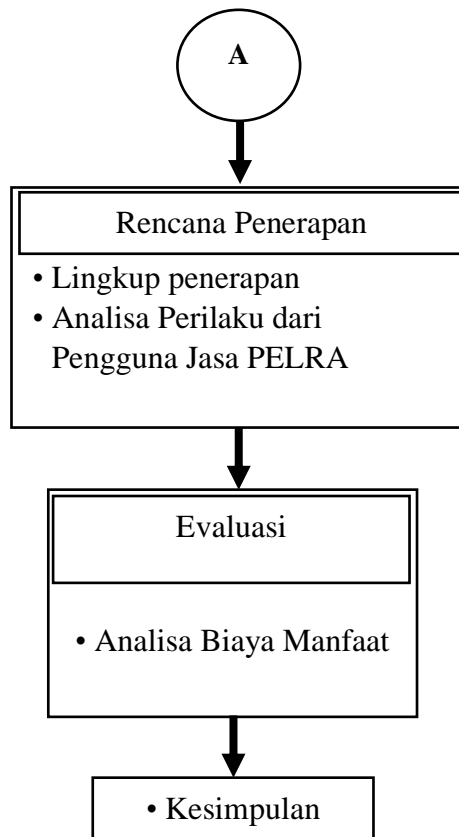 A
Rencana Penerapan
• Lingkup penerapan
• Analisa Perilaku dari
Pengguna Jasa PELRA
Evaluasi
• Analisa Biaya Manfaat
• Kesimpulan